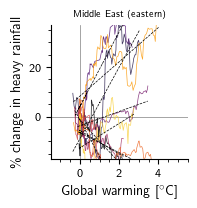 Middle East (eastern)
% change in heavy rainfall
20
0
0
2
4
Global warming [°C]